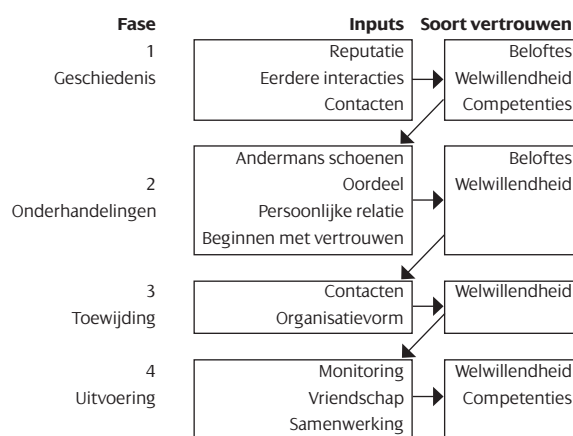 Fase Inputs Soort vertrouwen
1 Reputatie Beloftes
Geschiedenis Eerdere interacties Welwillendheid
Contacten Competenties
Andermans schoenen Beloftes
2 Oordeel Welwillendheid
Onderhandelingen Persoonlijke relatie
Beginnen met vertrouwen
3 Contacten Welwillendheid
Toewijding Organisatievorm
4 Monitoring Welwillendheid
Uitvoering Vriendschap Competenties
Samenwerking